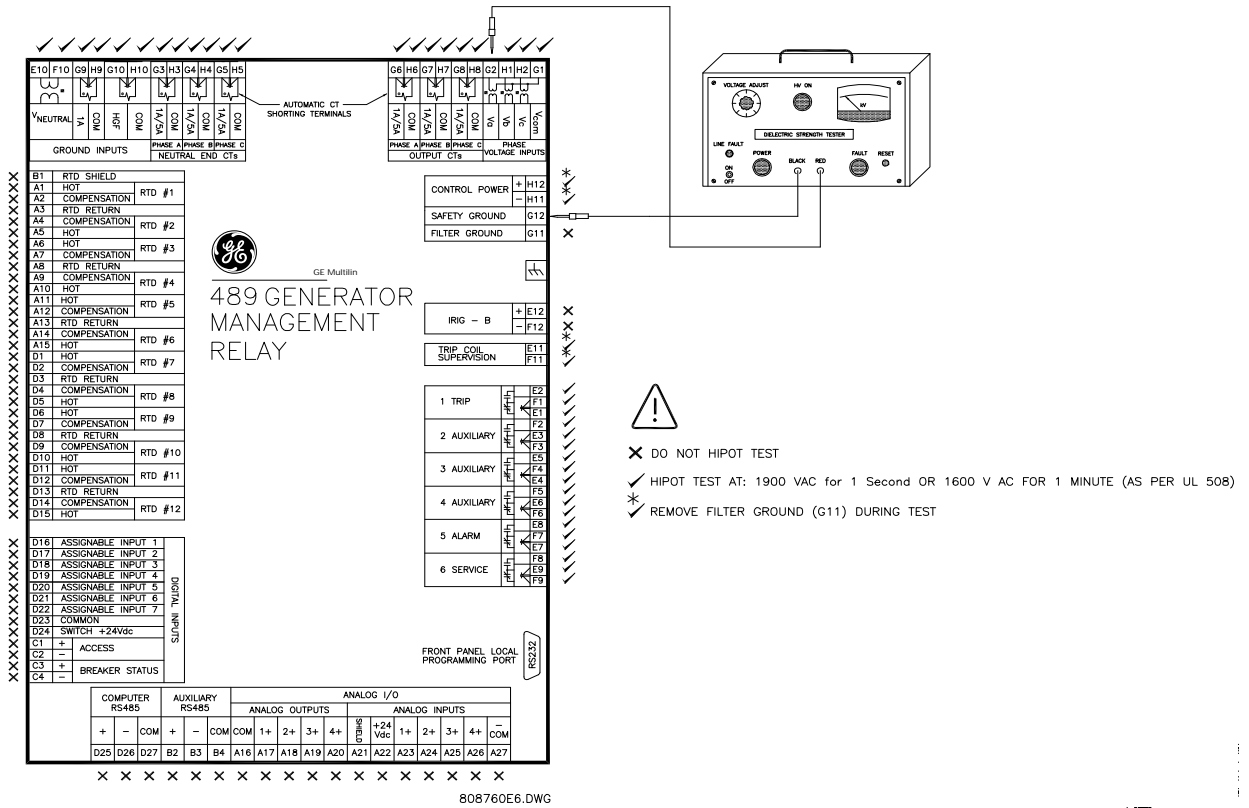 E10 F10 G9 H9 G10 H10 G3 H3 G4 H4 G5 H5
G6 H6 G7 H7 G8 H8 G2 H1 H2 G1
AUTOMATIC CT
SHORTING TERMINALS
VNEUTRAL 1A COM HGF COM 1A/5A COM 1A/5A COM 1A/5A COM
1A/5A COM 1A/5A COM 1A/5A COM Va Vb Vc Vcom
PHASE A PHASE B PHASE C
GROUND INPUTS
NEUTRAL END CTs
PHASE A PHASE B PHASE C
OUTPUT CTs
PHASE
VOLTAGE INPUTS
VOLTAGE ADJUST
HV ON
kV
DIELECTRIC STRENGTH TESTER
LINE FAULT
POWER
BLACK
RED
FAULT
RESET
ON
OFF
B1 RTD SHIELD
A1 HOT
RTD #1
A2 COMPENSATION
A3 RTD RETURN
A4 COMPENSATION
RTD #2
A5 HOT
A6 HOT
RTD #3
A7 COMPENSATION
A8 RTD RETURN
A9 COMPENSATION
RTD #4
A10 HOT
A11 HOT
RTD #5
A12 COMPENSATION
A13 RTD RETURN
A14 COMPENSATION
RTD #6
A15 HOT
D1 HOT
RTD #7
D2 COMPENSATION
D3 RTD RETURN
D4 COMPENSATION
RTD #8
D5 HOT
D6 HOT
RTD #9
D7 COMPENSATION
D8 RTD RETURN
D9 COMPENSATION
RTD #10
D10 HOT
D11 HOT
RTD #11
D12 COMPENSATION
D13 RTD RETURN
D14 COMPENSATION
RTD #12
D15 HOT
D16 ASSIGNABLE INPUT 1
D17 ASSIGNABLE INPUT 2
D18 ASSIGNABLE INPUT 3
D19 ASSIGNABLE INPUT 4
D20 ASSIGNABLE INPUT 5
D21 ASSIGNABLE INPUT 6
D22 ASSIGNABLE INPUT 7
D23 COMMON
D24 SWITCH +24Vdc
C1 +
ACCESS
C2 −
C3 +
BREAKER STATUS
C4 −
DIGITAL INPUTS
GE
GE Multilin
489 GENERATOR
MANAGEMENT
RELAY
CONTROL POWER
+ H12
− H11
SAFETY GROUND G12
FILTER GROUND G11
IRIG − B
+ E12
− F12
TRIP COIL
SUPERVISION
E11
F11
1 TRIP
E2
F1
E1
2 AUXILIARY
F2
E3
F3
3 AUXILIARY
E5
F4
E4
4 AUXILIARY
F5
E6
F6
5 ALARM
E8
F7
E7
6 SERVICE
F8
E9
F9
FRONT PANEL LOCAL
PROGRAMMING PORT
RS232
!
DO NOT HIPOT TEST
HIPOT TEST AT: 1900 VAC for 1 Second OR 1600 V AC FOR 1 MINUTE (AS PER UL 508)
* REMOVE FILTER GROUND (G11) DURING TEST
COMPUTER
RS485
AUXILIARY
RS485
ANALOG I/O
ANALOG OUTPUTS
ANALOG INPUTS
+ − COM + − COM COM 1+ 2+ 3+ 4+ SHIELD +24 Vdc 1+ 2+ 3+ 4+ − COM
D25 D26 D27 B2 B3 B4 A16 A17 A18 A19 A20 A21 A22 A23 A24 A25 A26 A27
808760E6.DWG